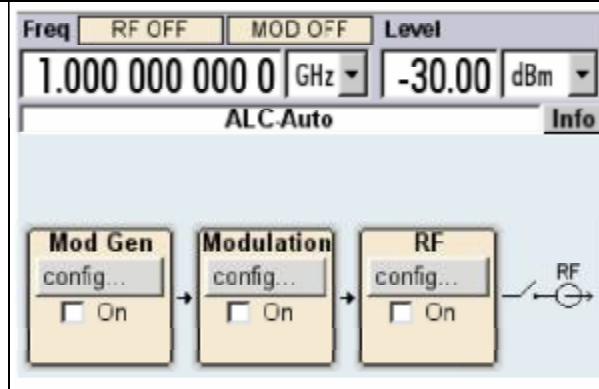 Freq RF OFF MOD OFF Level
1.000 000 000 0 GHz -30.00 dBm
ALC-Auto Info
Mod Gen Modulation RF
config... config... config... RF
On On On